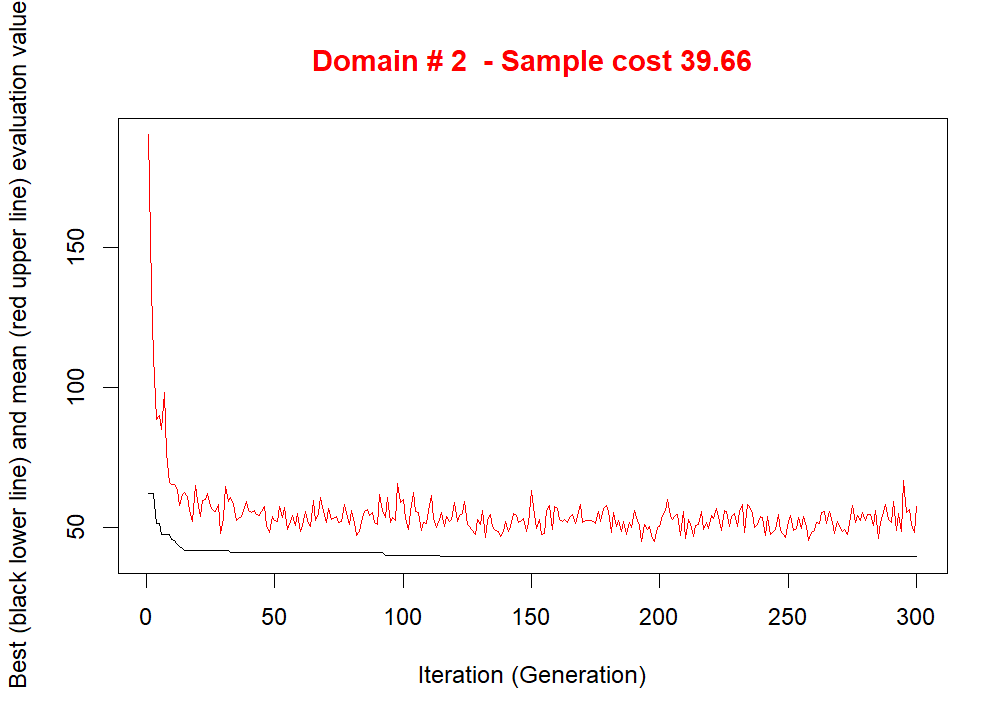 Domain # 2 - Sample cost 39.66
Best (black lower line) and mean (red upper line) evaluation value
150
100
50
0 50 100 150 200 250 300
Iteration (Generation)